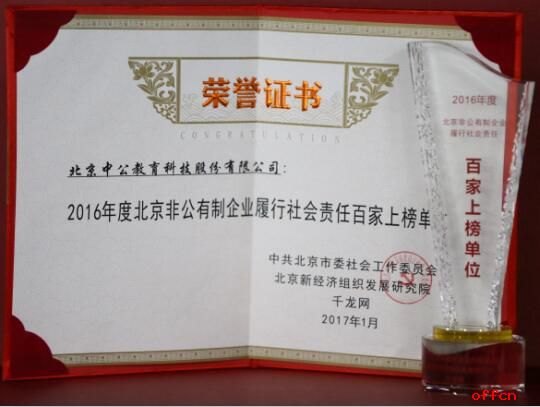 荣誉证书
CONGRATULATION
北京中公教育科技股份有限公司：
2016年度北京非公有制企业履行社会责任百家上榜单
中共北京市委社会工作委员会
北京新经济组织发展研究院
千龙网
2017年1月
2016年度
北京非公有制企业
履行社会责任
百家上榜单位
offcn